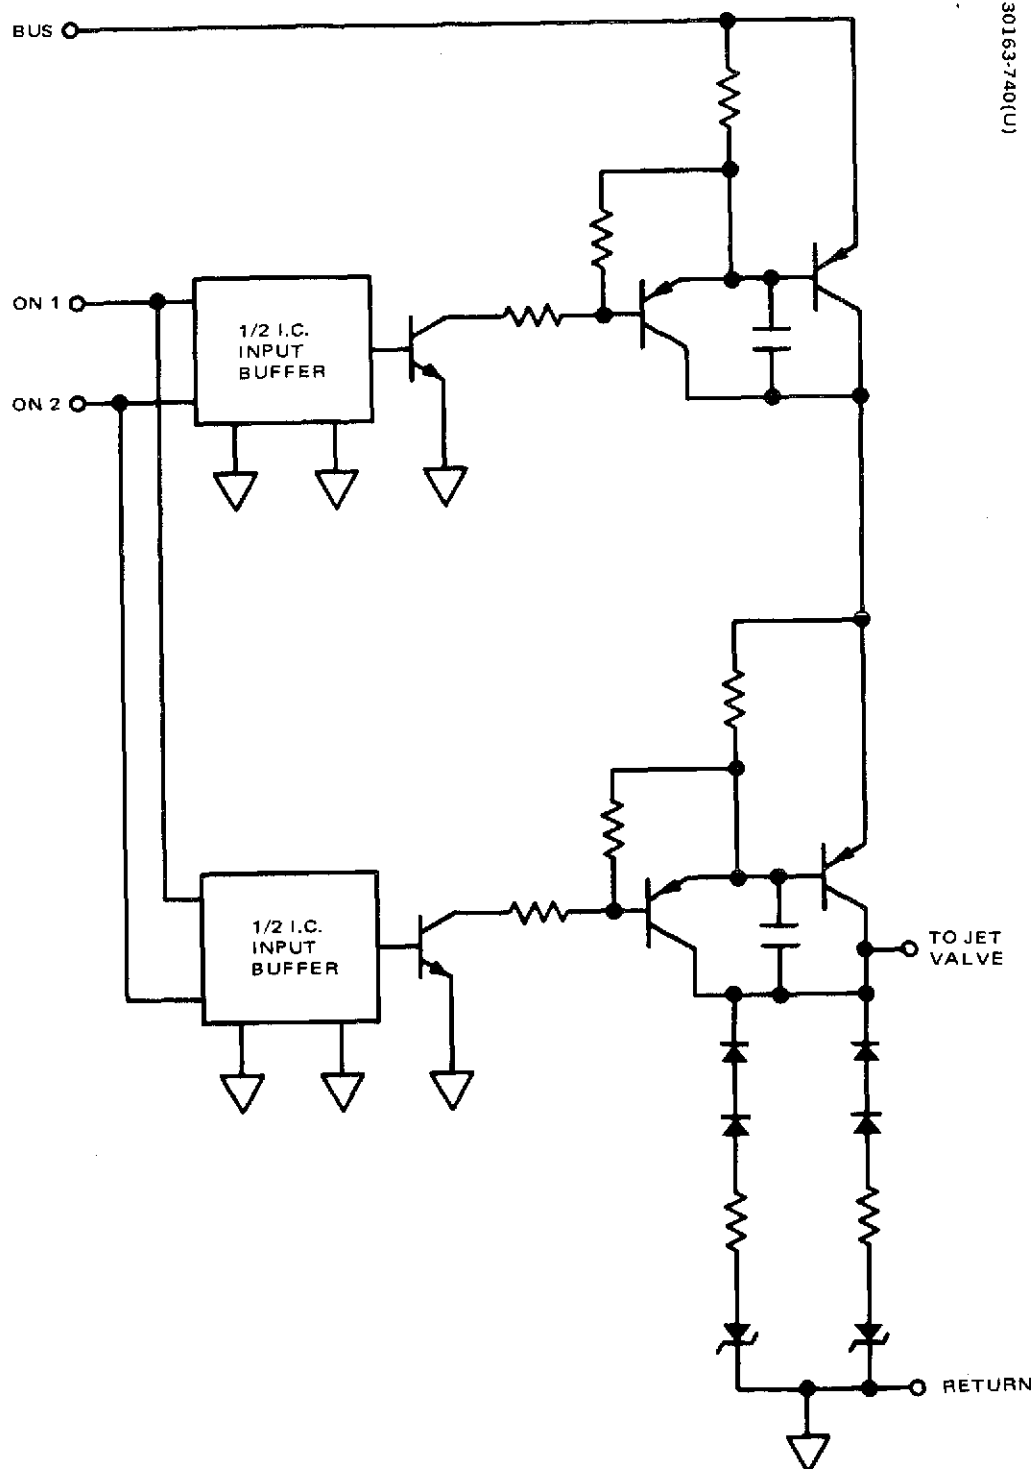 30163-740(U)
BUS
ON 1
ON 2
1/2 I.C.
INPUT
BUFFER
1/2 I.C.
INPUT
BUFFER
TO JET
VALVE
RETURN